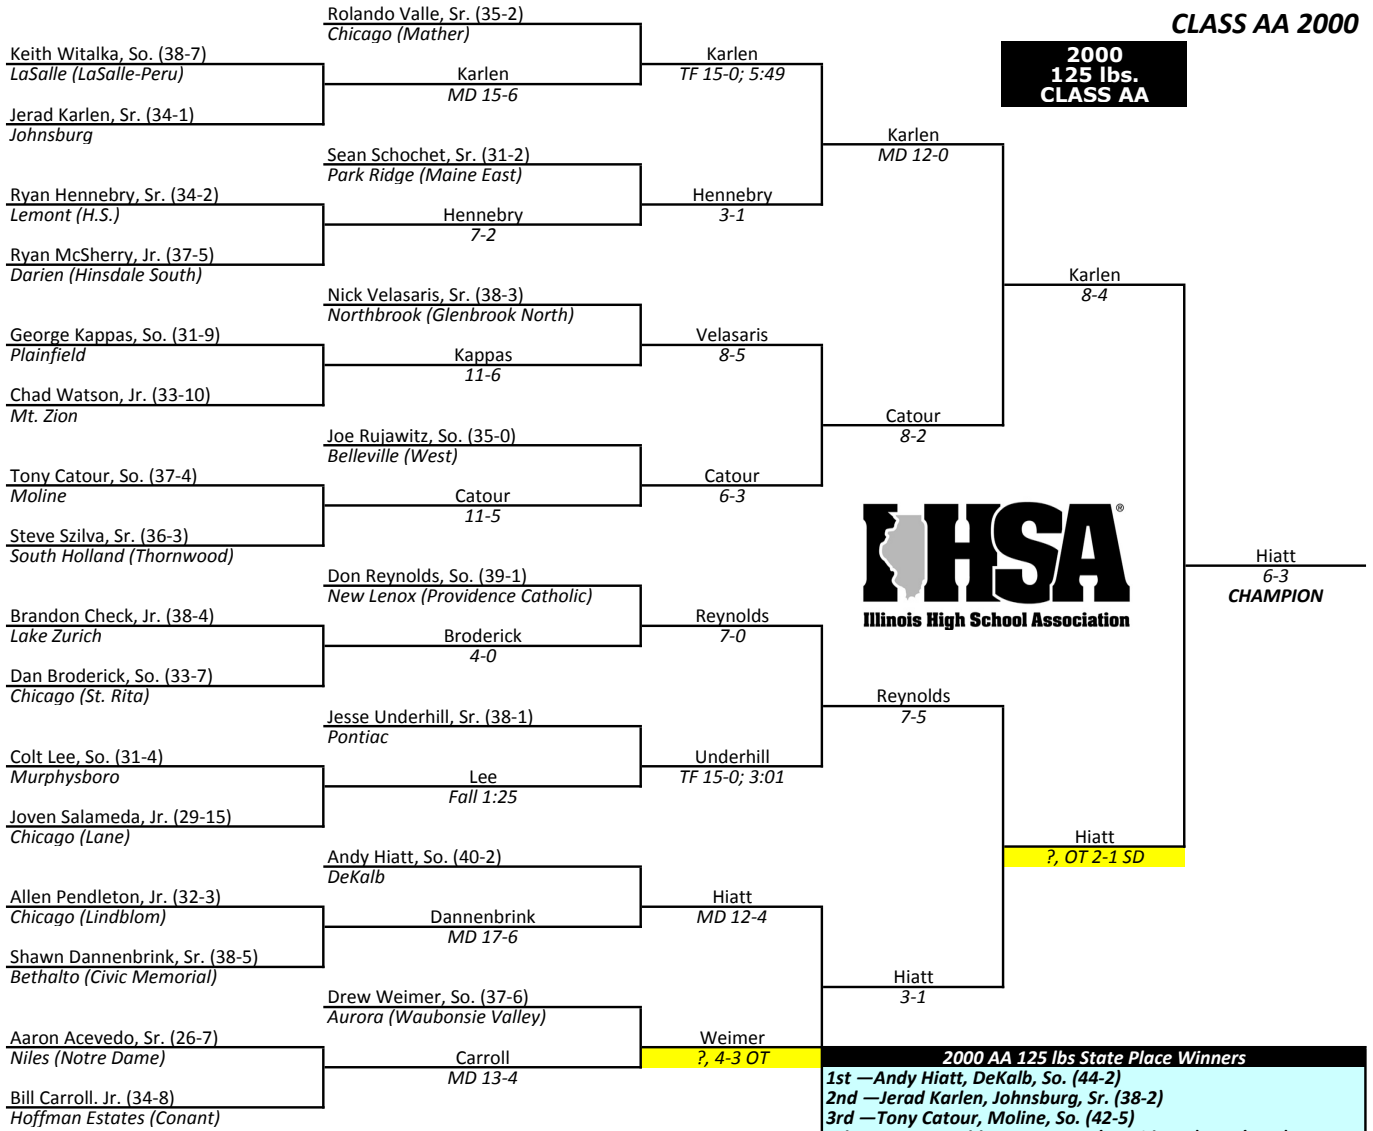 CLASS AA 2000
2000
125 lbs.
CLASS AA
Rolando Valle, Sr. (35-2)
Chicago (Mather)
Keith Witalka, So. (38-7)
LaSalle (LaSalle-Peru)
Karlen
MD 15-6
Karlen
TF 15-0; 5:49
Jerad Karlen, Sr. (34-1)
Johnsburg
Karlen
MD 12-0
Sean Schochet, Sr. (31-2)
Park Ridge (Maine East)
Ryan Hennebry, Sr. (34-2)
Lemont (H.S.)
Hennebry
7-2
Hennebry
3-1
Ryan McSherry, Jr. (37-5)
Darien (Hinsdale South)
Karlen
8-4
Nick Velasaris, Sr. (38-3)
Northbrook (Glenbrook North)
George Kappas, So. (31-9)
Plainfield
Kappas
11-6
Velasaris
8-5
Chad Watson, Jr. (33-10)
Mt. Zion
Catour
8-2
Joe Rujawitz, So. (35-0)
Belleville (West)
Tony Catour, So. (37-4)
Moline
Catour
11-5
Catour
6-3
Steve Szilva, Sr. (36-3)
South Holland (Thornwood)
IHSA®
Illinois High School Association
Hiatt
6-3
CHAMPION
Don Reynolds, So. (39-1)
New Lenox (Providence Catholic)
Brandon Check, Jr. (38-4)
Lake Zurich
Broderick
4-0
Reynolds
7-0
Dan Broderick, So. (33-7)
Chicago (St. Rita)
Reynolds
7-5
Jesse Underhill, Sr. (38-1)
Pontiac
Colt Lee, So. (31-4)
Murphysboro
Lee
Fall 1:25
Underhill
TF 15-0; 3:01
Joven Salameda, Jr. (29-15)
Chicago (Lane)
Hiatt
?, OT 2-1 SD
Andy Hiatt, So. (40-2)
DeKalb
Allen Pendleton, Jr. (32-3)
Chicago (Lindblom)
Dannenbrink
MD 17-6
Hiatt
MD 12-4
Shawn Dannenbrink, Sr. (38-5)
Bethalto (Civic Memorial)
Hiatt
3-1
Drew Weimer, So. (37-6)
Aurora (Waubonsie Valley)
Aaron Acevedo, Sr. (26-7)
Niles (Notre Dame)
Carroll
MD 13-4
Weimer
?, 4-3 OT
Bill Carroll. Jr. (34-8)
Hoffman Estates (Conant)
2000 AA 125 lbs State Place Winners
1st —Andy Hiatt, DeKalb, So. (44-2)
2nd —Jerad Karlen, Johnsburg, Sr. (38-2)
3rd —Tony Catour, Moline, So. (42-5)